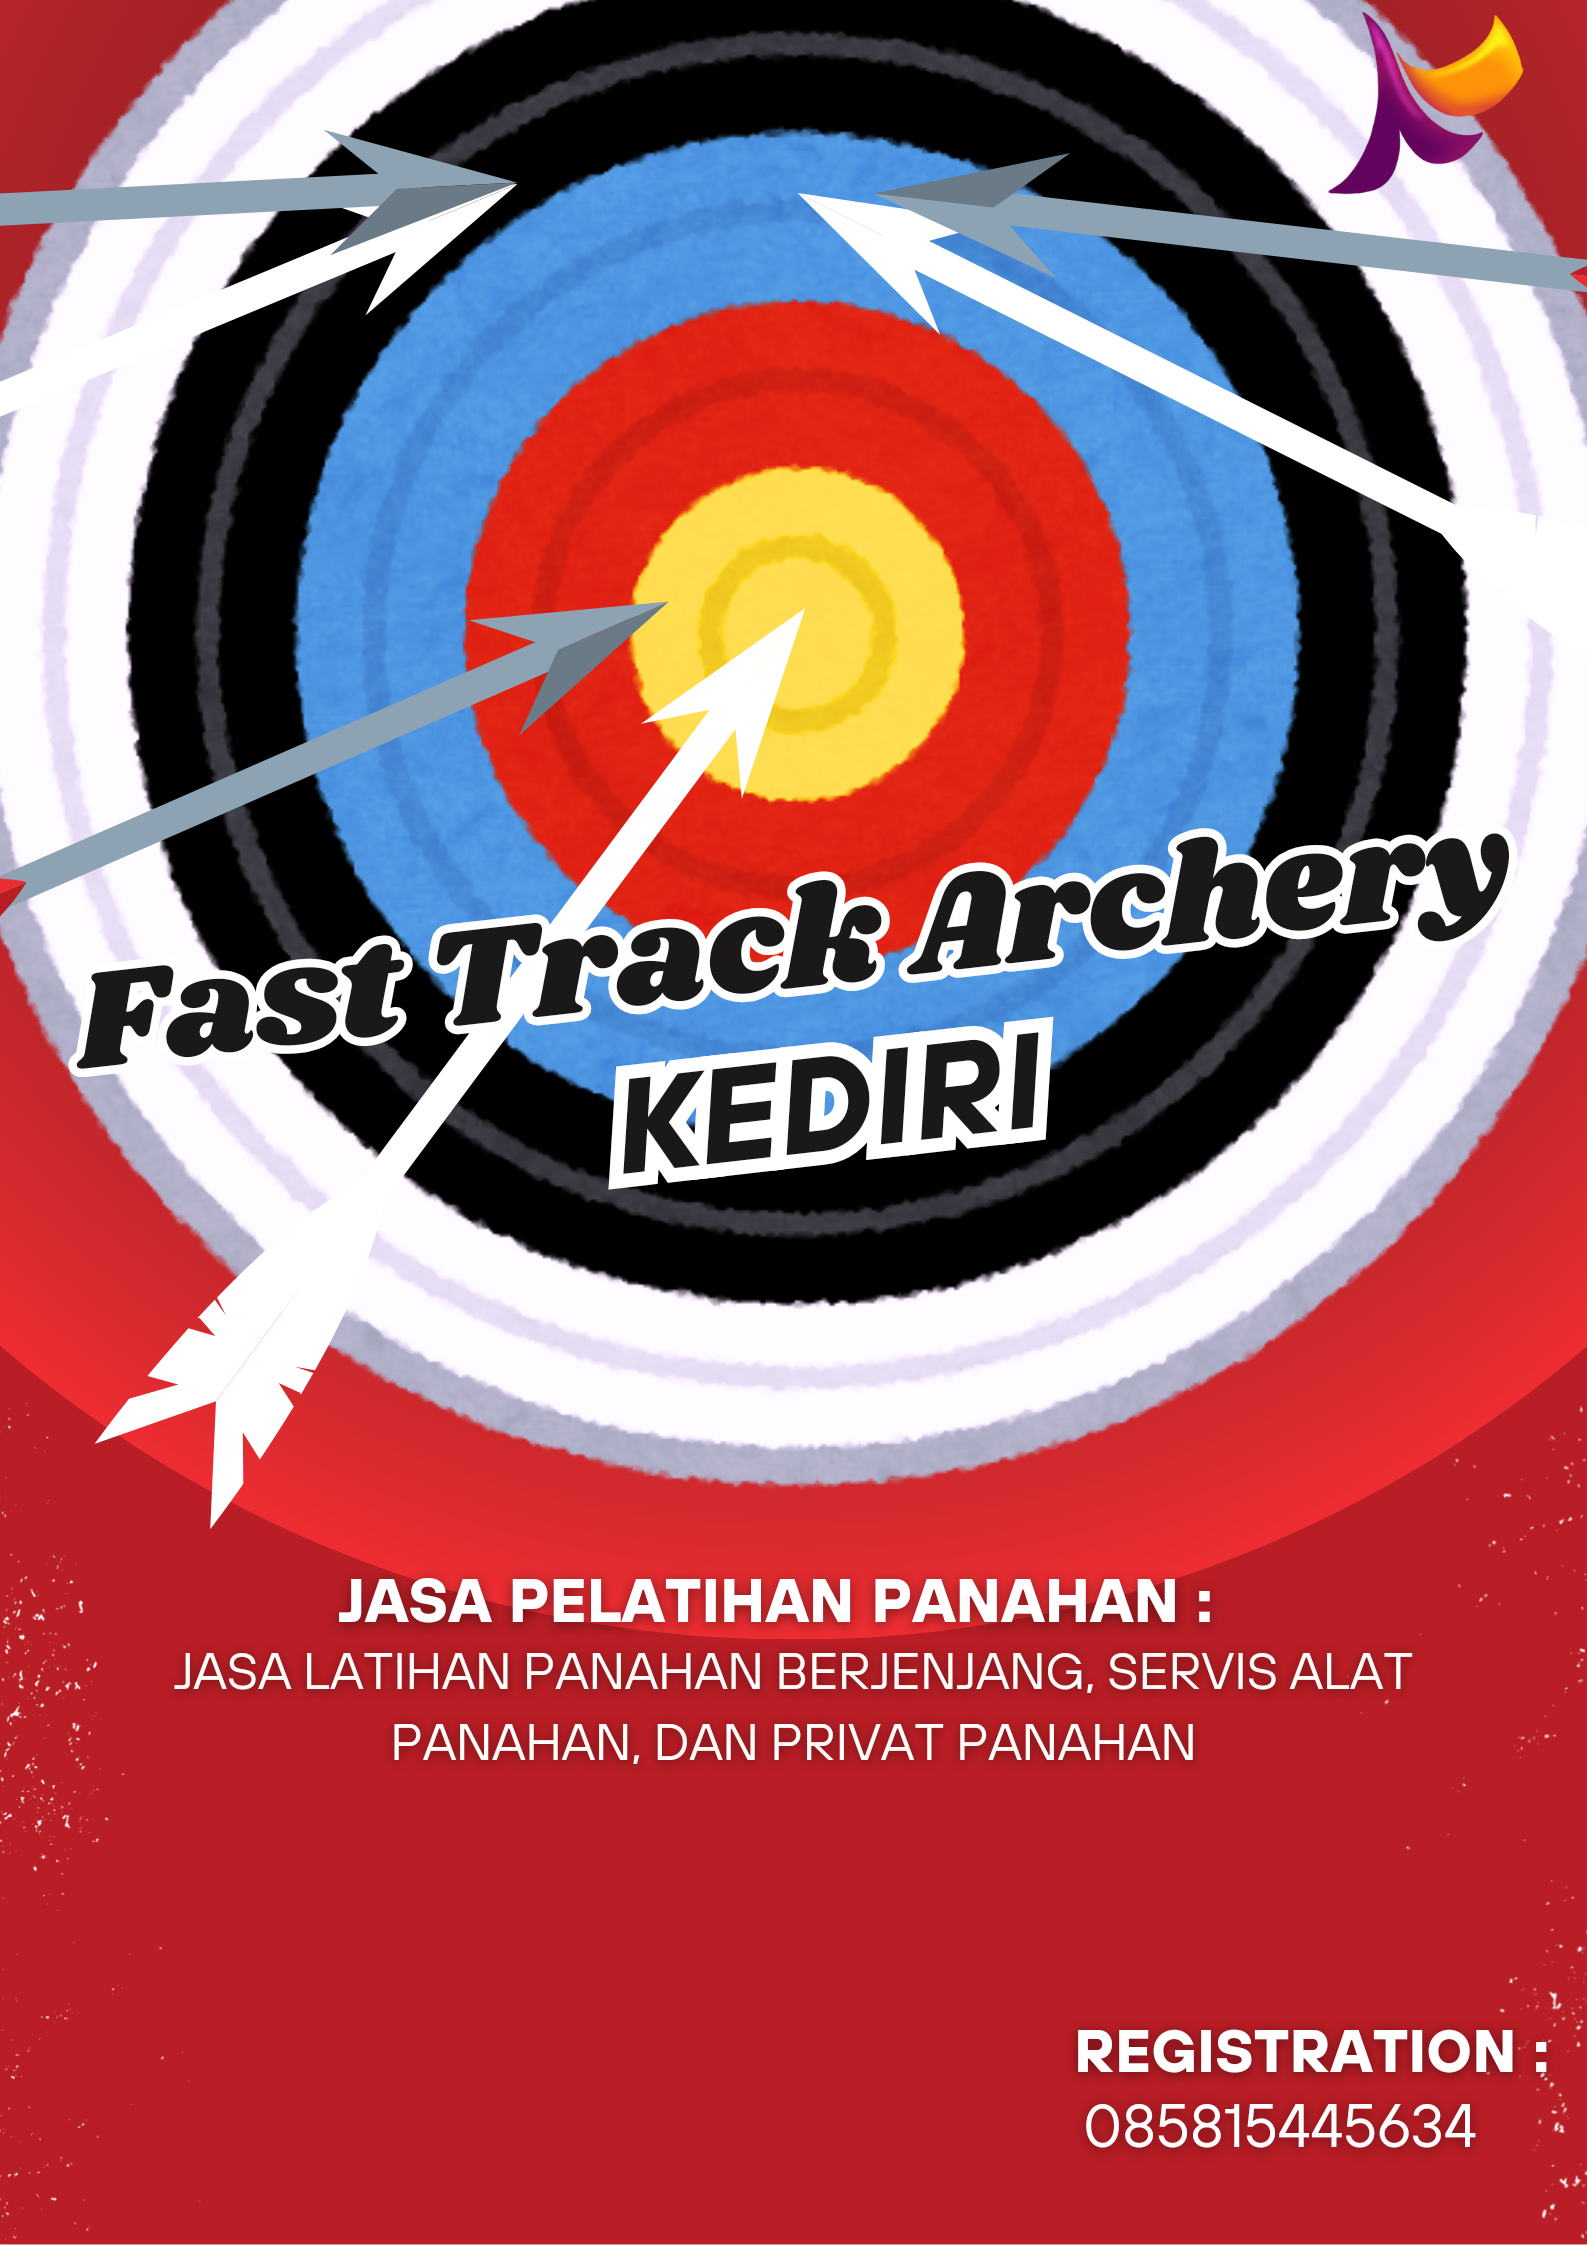 Fast Track Archery
KEDIRI
JASA PELATIHAN PANAHAN :
JASA LATIHAN PANAHAN BERJENJANG, SERVIS ALAT
PANAHAN, DAN PRIVAT PANAHAN
REGISTRATION :
085815445634